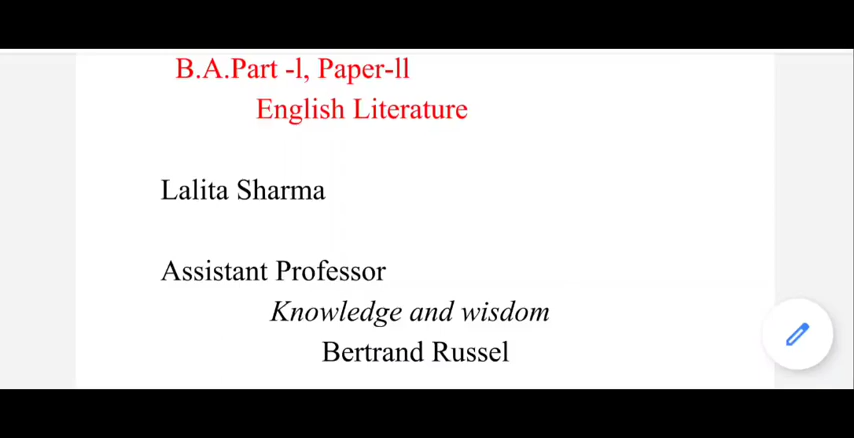 B.A.Part -l, Paper-ll
English Literature
Lalita Sharma
Assistant Professor
Knowledge and wisdom
Bertrand Russel